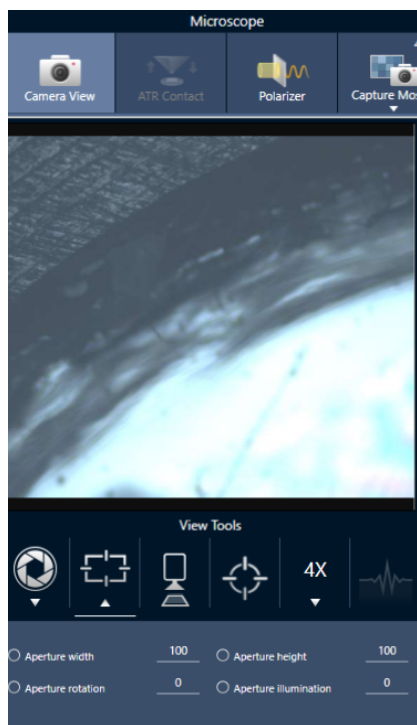 Microscope
Camera View
ATR Contact
Polarizer
Capture Mos
View Tools
4X
Aperture width 100
Aperture height 100
Aperture rotation 0
Aperture illumination 0